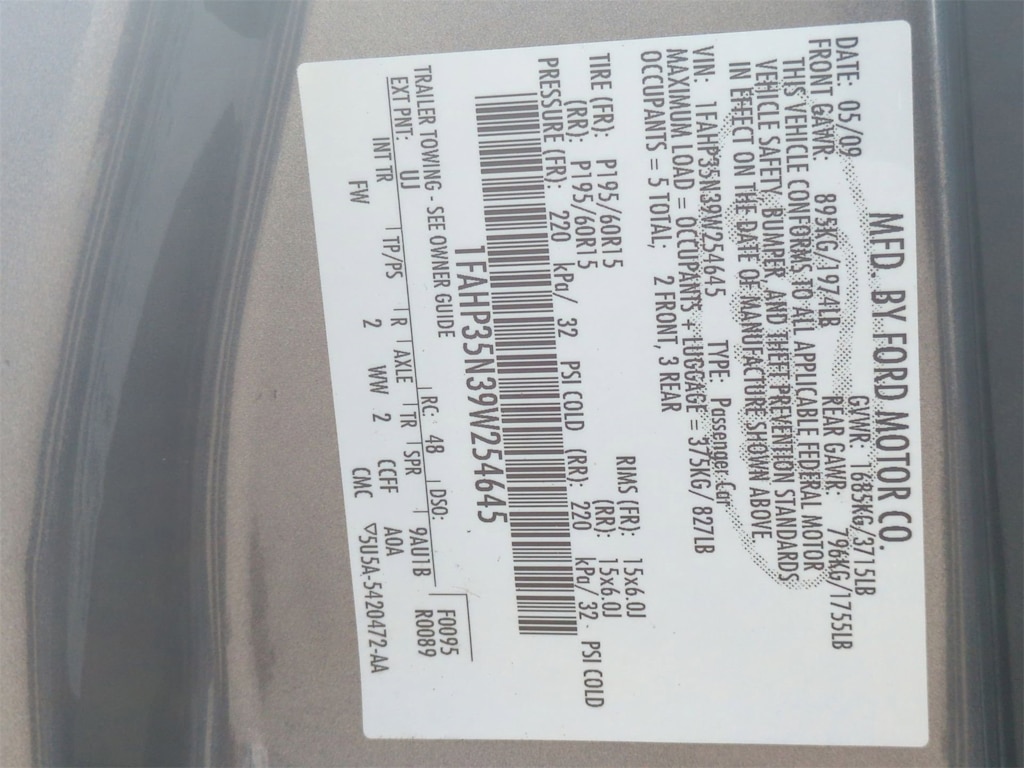 MFD. BY FORD MOTOR CO.
DATE: 05/09 GVWR: 1685KG/3715LB
FRONT GAWR: 893KG/1974LB REAR GAWR: 796KG/1755LB
THIS VEHICLE CONFORMS TO ALL APPLICABLE FEDERAL MOTOR
VEHICLE SAFETY, BUMPER, AND THEFT PREVENTION STANDARDS
IN EFFECT ON THE DATE OF MANUFACTURE SHOWN ABOVE
VIN: 1FAHP35N39W254645 TYPE: Passenger Car
MAXIMUM LOAD = OCCUPANTS + LUGGAGE = 375KG/ 827LB
OCCUPANTS = 5 TOTAL, 2 FRONT, 3 REAR
TIRE (FR): P195/60R15 RIMS (FR): 15x6.0J
(RR): P195/60R15 (RR): 15x6.0J
PRESSURE (FR): 220 kPa/ 32 PSI COLD (RR): 220 kPa/ 32 PSI COLD
1FAHP35N39W254645
TRAILER TOWING - SEE OWNER GUIDE F0095
EXT PNT: UJ RC: 48 DSO: R0089
INT TR TP/PS R AXLE TR SPR 9AU11B
FW 2 WW 2 CCFF A0A
CMC ▽5U5A-5420472-AA